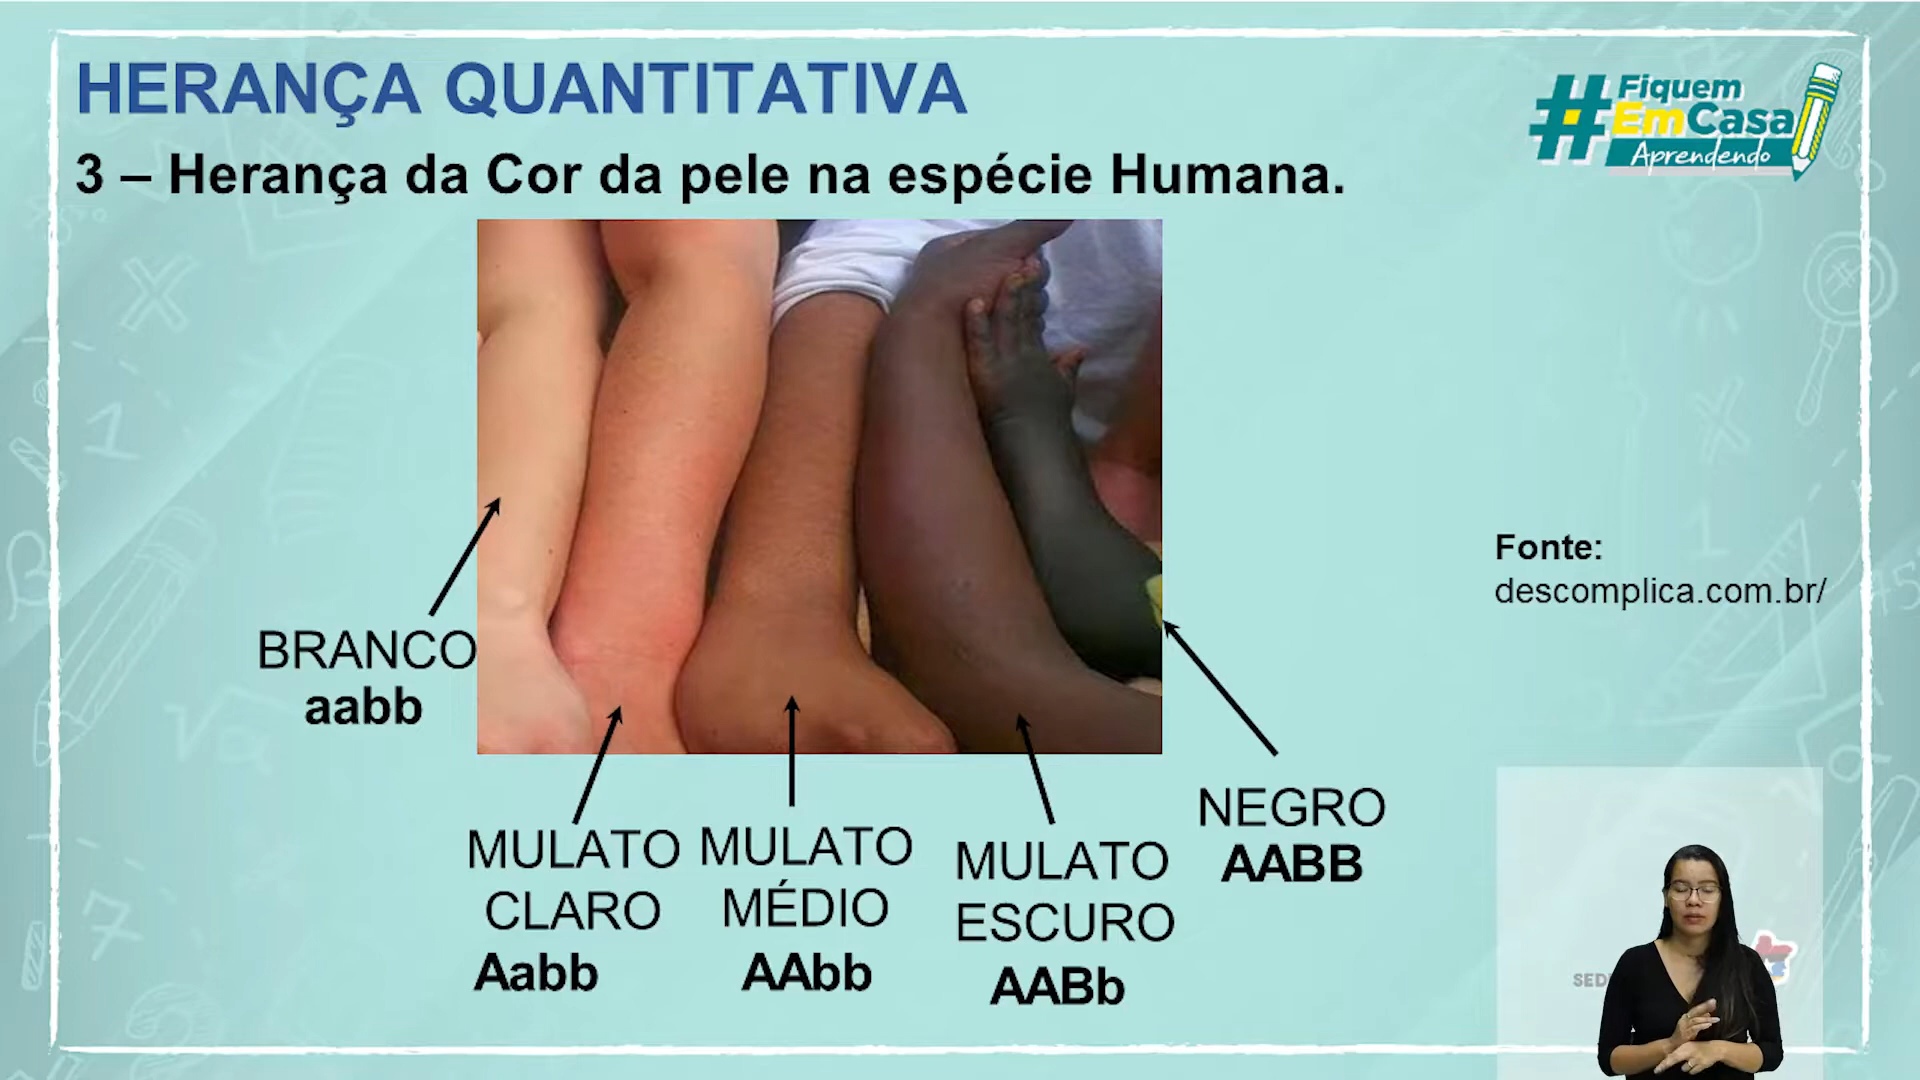 HERANÇA QUANTITATIVA
#Fiquem
EmCasa
Aprendendo
3 – Herança da Cor da pele na espécie Humana.
Fonte:
descomplica.com.br/
BRANCO
aabb
MULATO
CLARO
Aabb
MULATO
MÉDIO
AAbb
MULATO
ESCURO
AABb
NEGRO
AABB